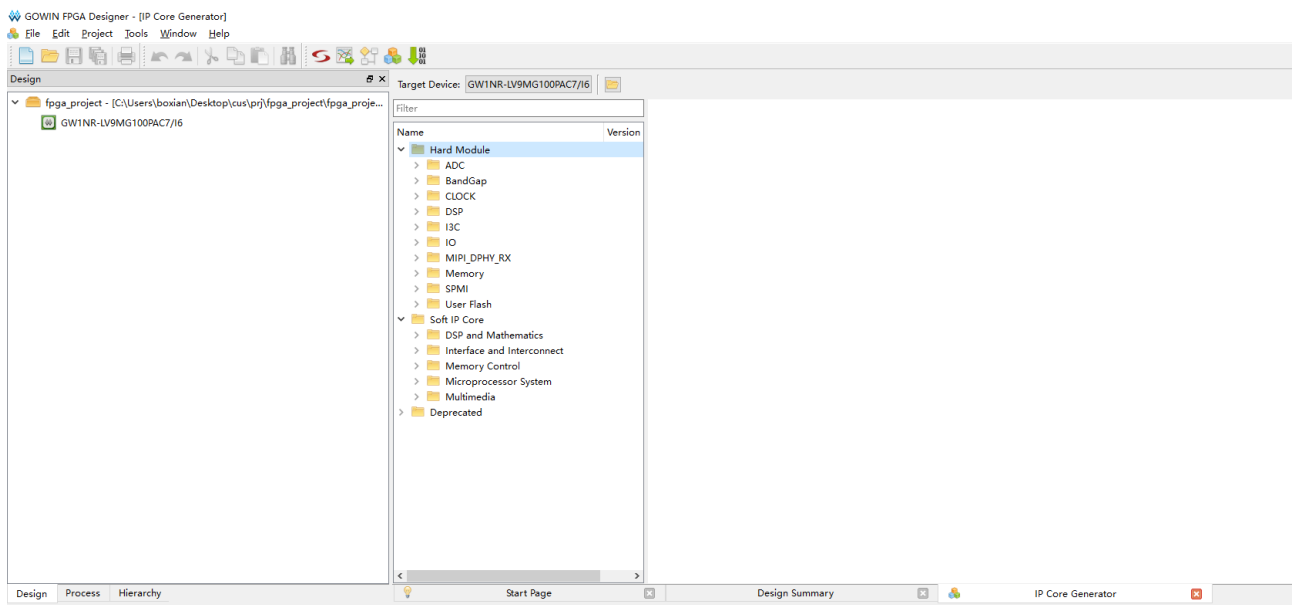 GOWIN FPGA Designer - [IP Core Generator]
File Edit Project Tools Window Help
Design
fpga_project - [C:\Users\boxian\Desktop\cus\prj\fpga_project\fpga_proje...
GW1NR-LV9MG100PAC7/I6
Target Device: GW1NR-LV9MG100PAC7/I6
Filter
Name Version
Hard Module
ADC
BandGap
CLOCK
DSP
I3C
IO
MIPI_DPHY_RX
Memory
SPMI
User Flash
Soft IP Core
DSP and Mathematics
Interface and Interconnect
Memory Control
Microprocessor System
Multimedia
Deprecated
Design Process Hierarchy
Start Page Design Summary IP Core Generator